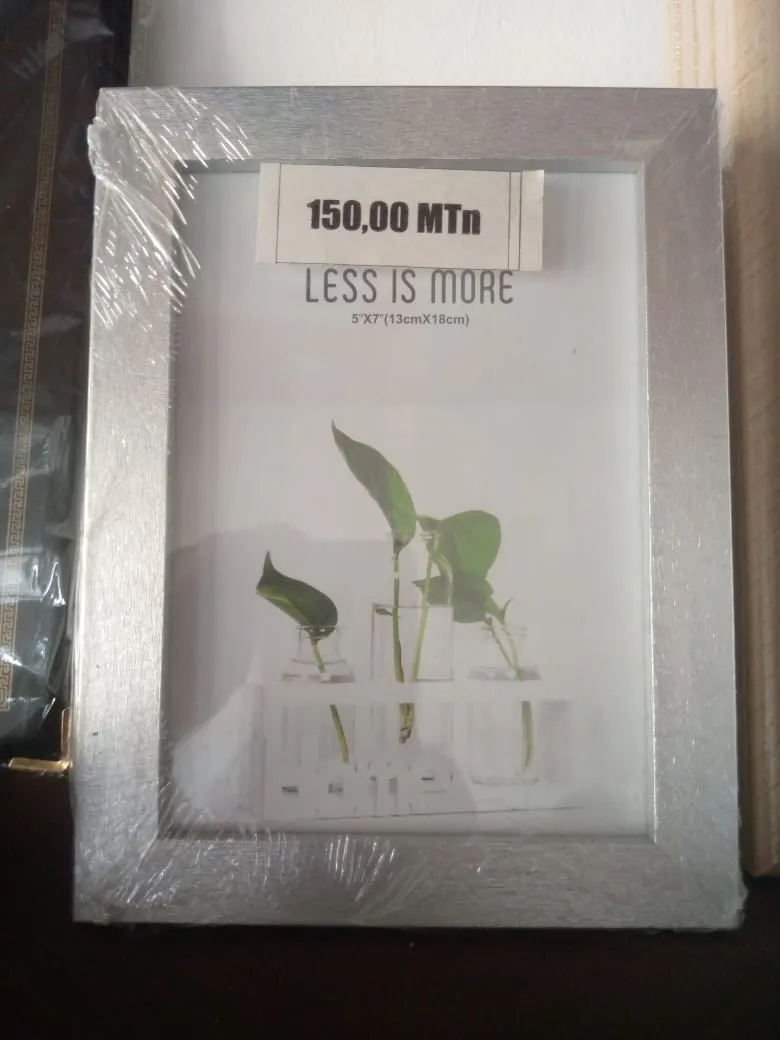 150,00 MTn
LESS IS MORE
5"X7"(13cmX18cm)